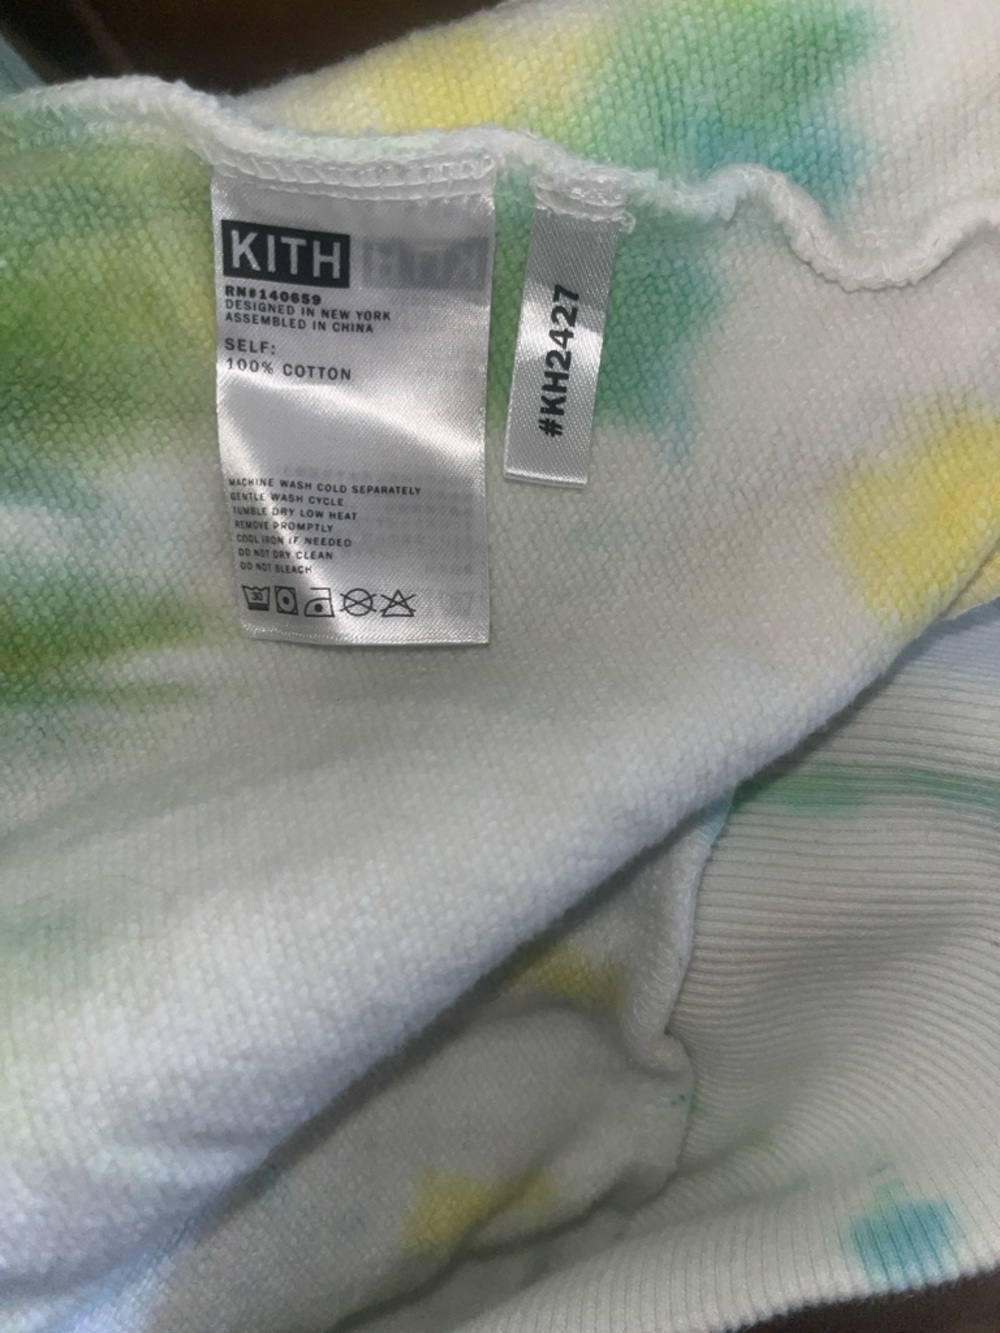 KITH
RN#140659
DESIGNED IN NEW YORK
ASSEMBLED IN CHINA
SELF:
100% COTTON
MACHINE WASH COLD SEPARATELY
GENTLE WASH CYCLE
TUMBLE DRY LOW HEAT
REMOVE PROMPTLY
COOL IRON IF NEEDED
DO NOT DRY CLEAN
DO NOT BLEACH
30
#KH2427